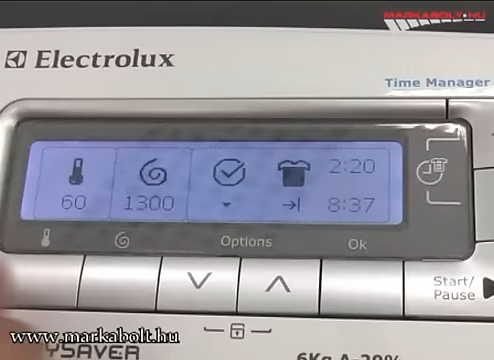 MARKABOLT.HU
Electrolux
Time Manager
2:20
60 1300 8:37
Options Ok
Start/
Pause
www.markabolt.hu
YSAVER
6Kg A-20%